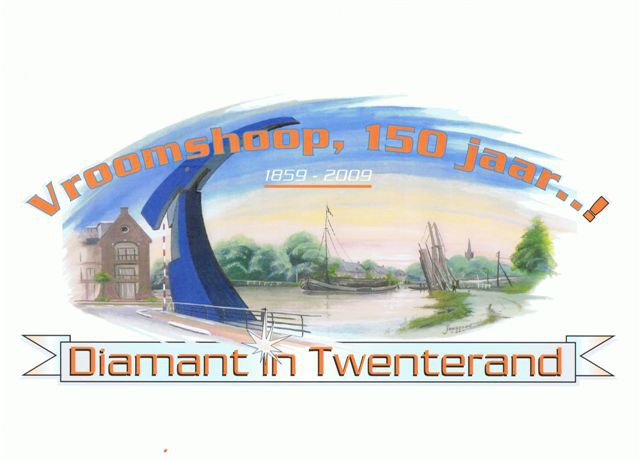 Vroomshoop, 150 jaar..!
1859 - 2009
Diamant in Twenterand